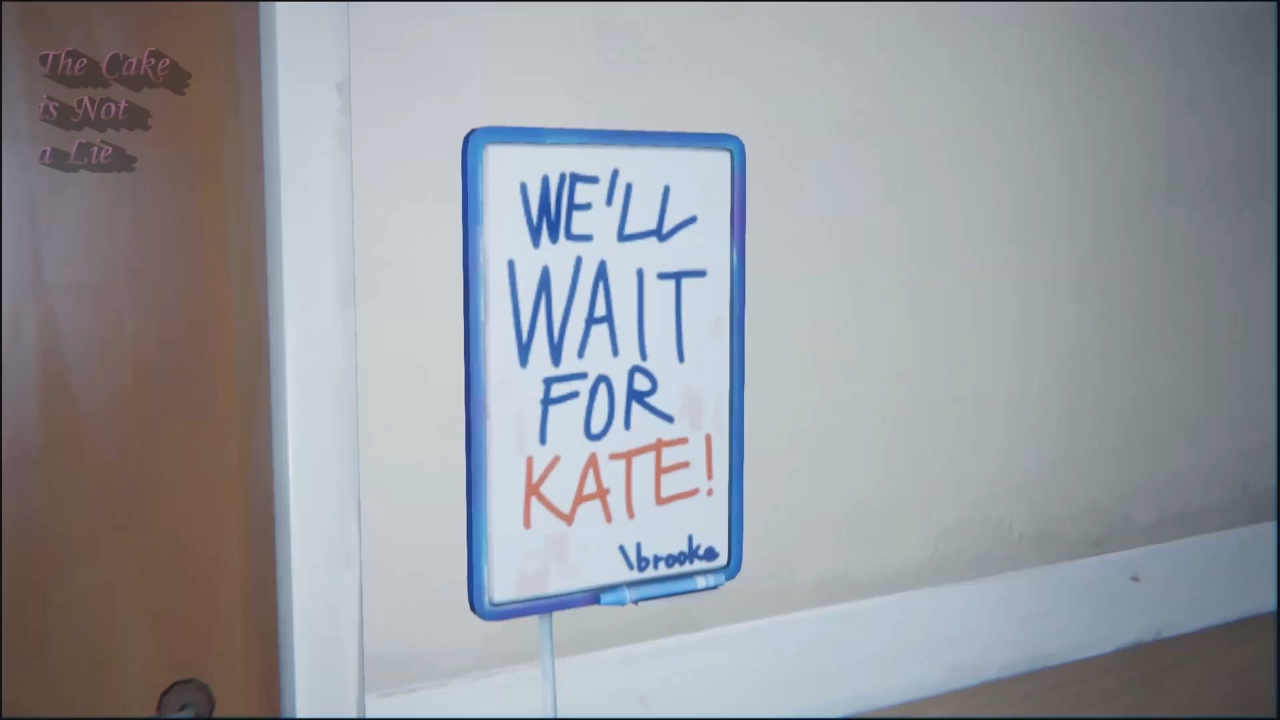 The Cake
is Not
a Lie
WE'LL
WAIT
FOR
KATE!
\brooke